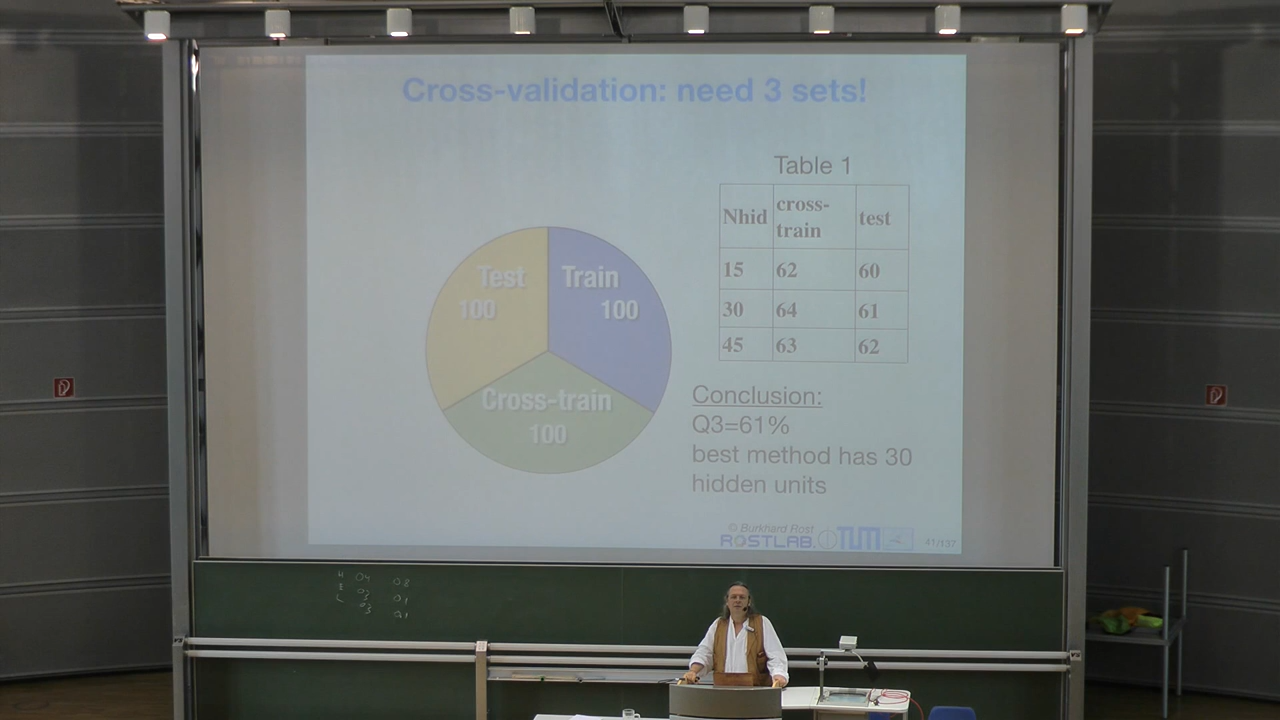 Cross-validation: need 3 sets!
Table 1
Nhid cross-train test
15 62 60
30 64 61
45 63 62
Test
100
Train
100
Cross-train
100
Conclusion:
Q3=61%
best method has 30
hidden units
© Burkhard Rost
ROSTLAB. TUM
41/137